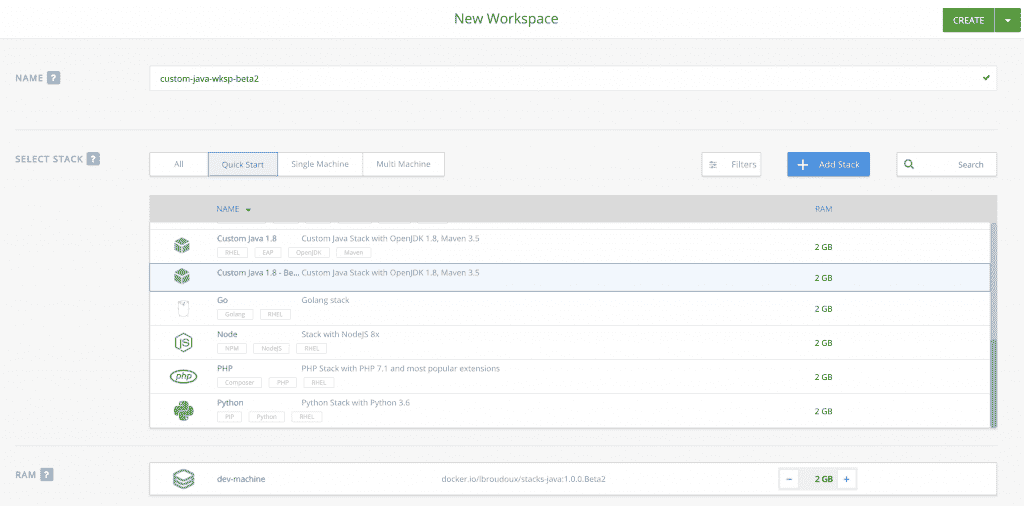 New Workspace
CREATE
NAME ?
custom-java-wksp-beta2
SELECT STACK ?
All
Quick Start
Single Machine
Multi Machine
Filters
+ Add Stack
Search
NAME
RAM
Custom Java 1.8
Custom Java Stack with OpenJDK 1.8, Maven 3.5
2 GB
RHEL
EAP
OpenJDK
Maven
Custom Java 1.8 - Be...
Custom Java Stack with OpenJDK 1.8, Maven 3.5
2 GB
Go
Golang stack
2 GB
Golang
RHEL
JS
Node
Stack with NodeJS 8x
2 GB
NPM
NodeJS
RHEL
php
PHP
PHP Stack with PHP 7.1 and most popular extensions
2 GB
Composer
PHP
RHEL
Python
Python Stack with Python 3.6
2 GB
PIP
Python
RHEL
RAM ?
dev-machine
docker.io/lbroudoux/stacks-java:1.0.0.Beta2
- 2 GB +